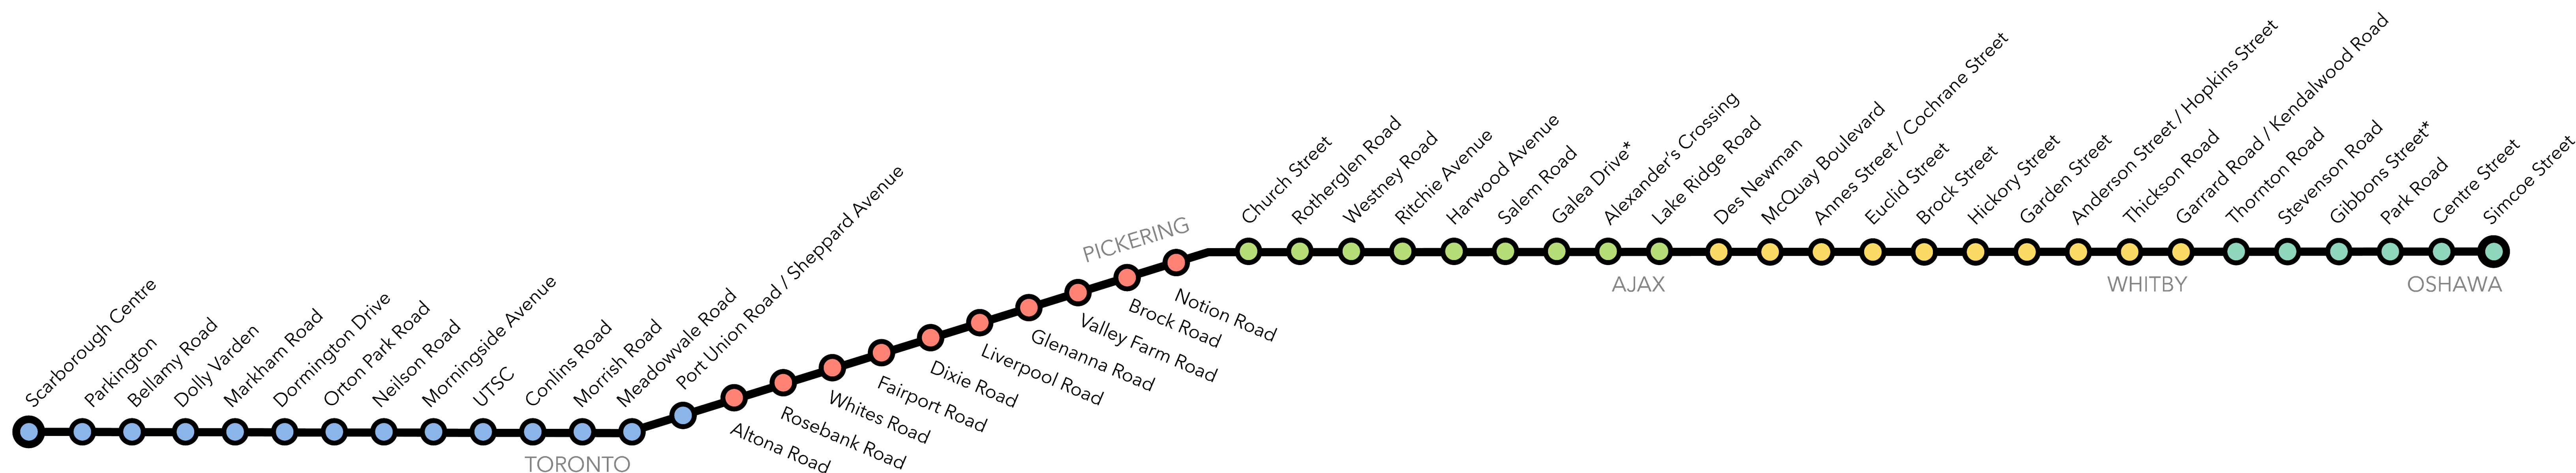 Scarborough Centre
Parkington
Bellamy Road
Dolly Varden
Markham Road
Dormington Drive
Orton Park Road
Neilson Road
Morningside Avenue
UTSC
Conlins Road
Morrish Road
Meadowvale Road
Port Union Road / Sheppard Avenue
TORONTO
Altona Road
Rosebank Road
Whites Road
Fairport Road
Dixie Road
Liverpool Road
Glenanna Road
Valley Farm Road
Brock Road
Notion Road
PICKERING
Church Street
Rotherglen Road
Westney Road
Ritchie Avenue
Harwood Avenue
Salem Road
Galea Drive*
Alexander's Crossing
Lake Ridge Road
AJAX
Des Newman
McQuay Boulevard
Annes Street / Cochrane Street
Euclid Street
Brock Street
Hickory Street
Garden Street
Anderson Street / Hopkins Street
Thickson Road
Garrard Road / Kendalwood Road
WHITBY
Thornton Road
Stevenson Road
Gibbons Street*
Park Road
Centre Street
Simcoe Street
OSHAWA